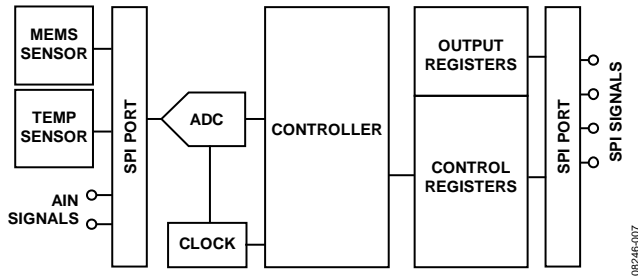 MEMS
SENSOR
TEMP
SENSOR
AIN
SIGNALS
SPI PORT
ADC
CLOCK
CONTROLLER
OUTPUT
REGISTERS
CONTROL
REGISTERS
SPI PORT
SPI SIGNALS
08246-007